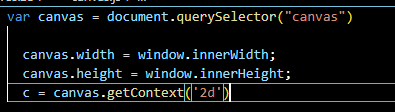 var canvas = document.querySelector("canvas")
canvas.width = window.innerWidth;
canvas.height = window.innerHeight;
c = canvas.getContext('2d')